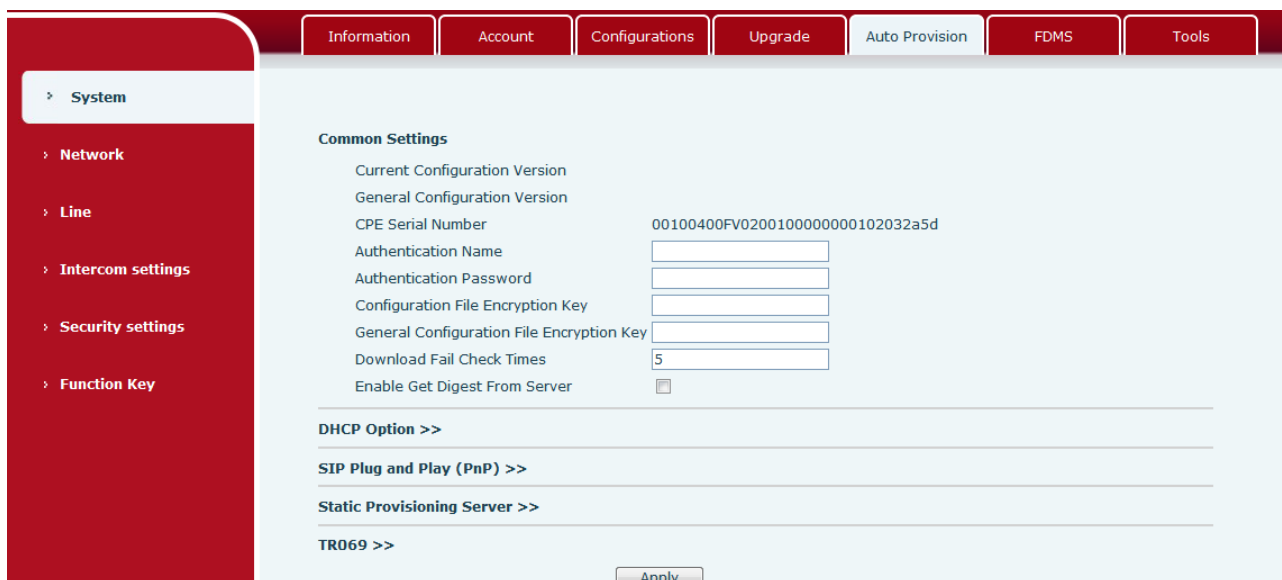 Information Account Configurations Upgrade Auto Provision FDMS Tools
System
Network
Line
Intercom settings
Security settings
Function Key
Common Settings
Current Configuration Version
General Configuration Version
CPE Serial Number 00100400FV0200100000000102032a5d
Authentication Name
Authentication Password
Configuration File Encryption Key
General Configuration File Encryption Key
Download Fail Check Times 5
Enable Get Digest From Server
DHCP Option >>
SIP Plug and Play (PnP) >>
Static Provisioning Server >>
TR069 >>
Apply